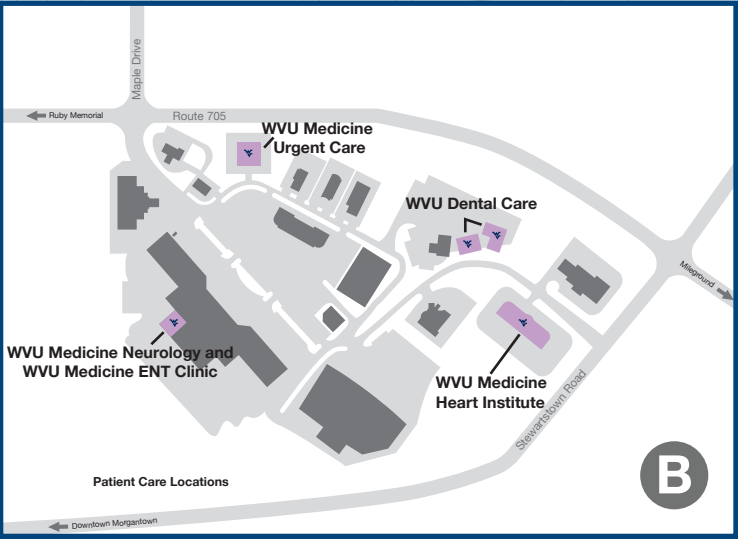 Maple Drive
Ruby Memorial
Route 705
WVU Medicine
Urgent Care
WVU Dental Care
Mileground
WVU Medicine Neurology and
WVU Medicine ENT Clinic
WVU Medicine
Heart Institute
Stewartstown Road
B
Patient Care Locations
Downtown Morgantown